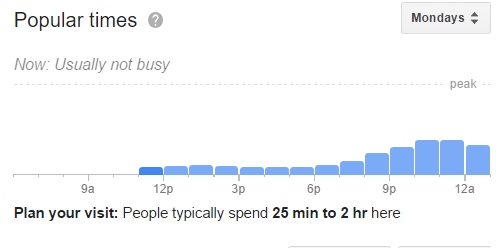 Popular times ?
Mondays
Now: Usually not busy
peak
9a 12p 3p 6p 9p 12a
Plan your visit: People typically spend 25 min to 2 hr here